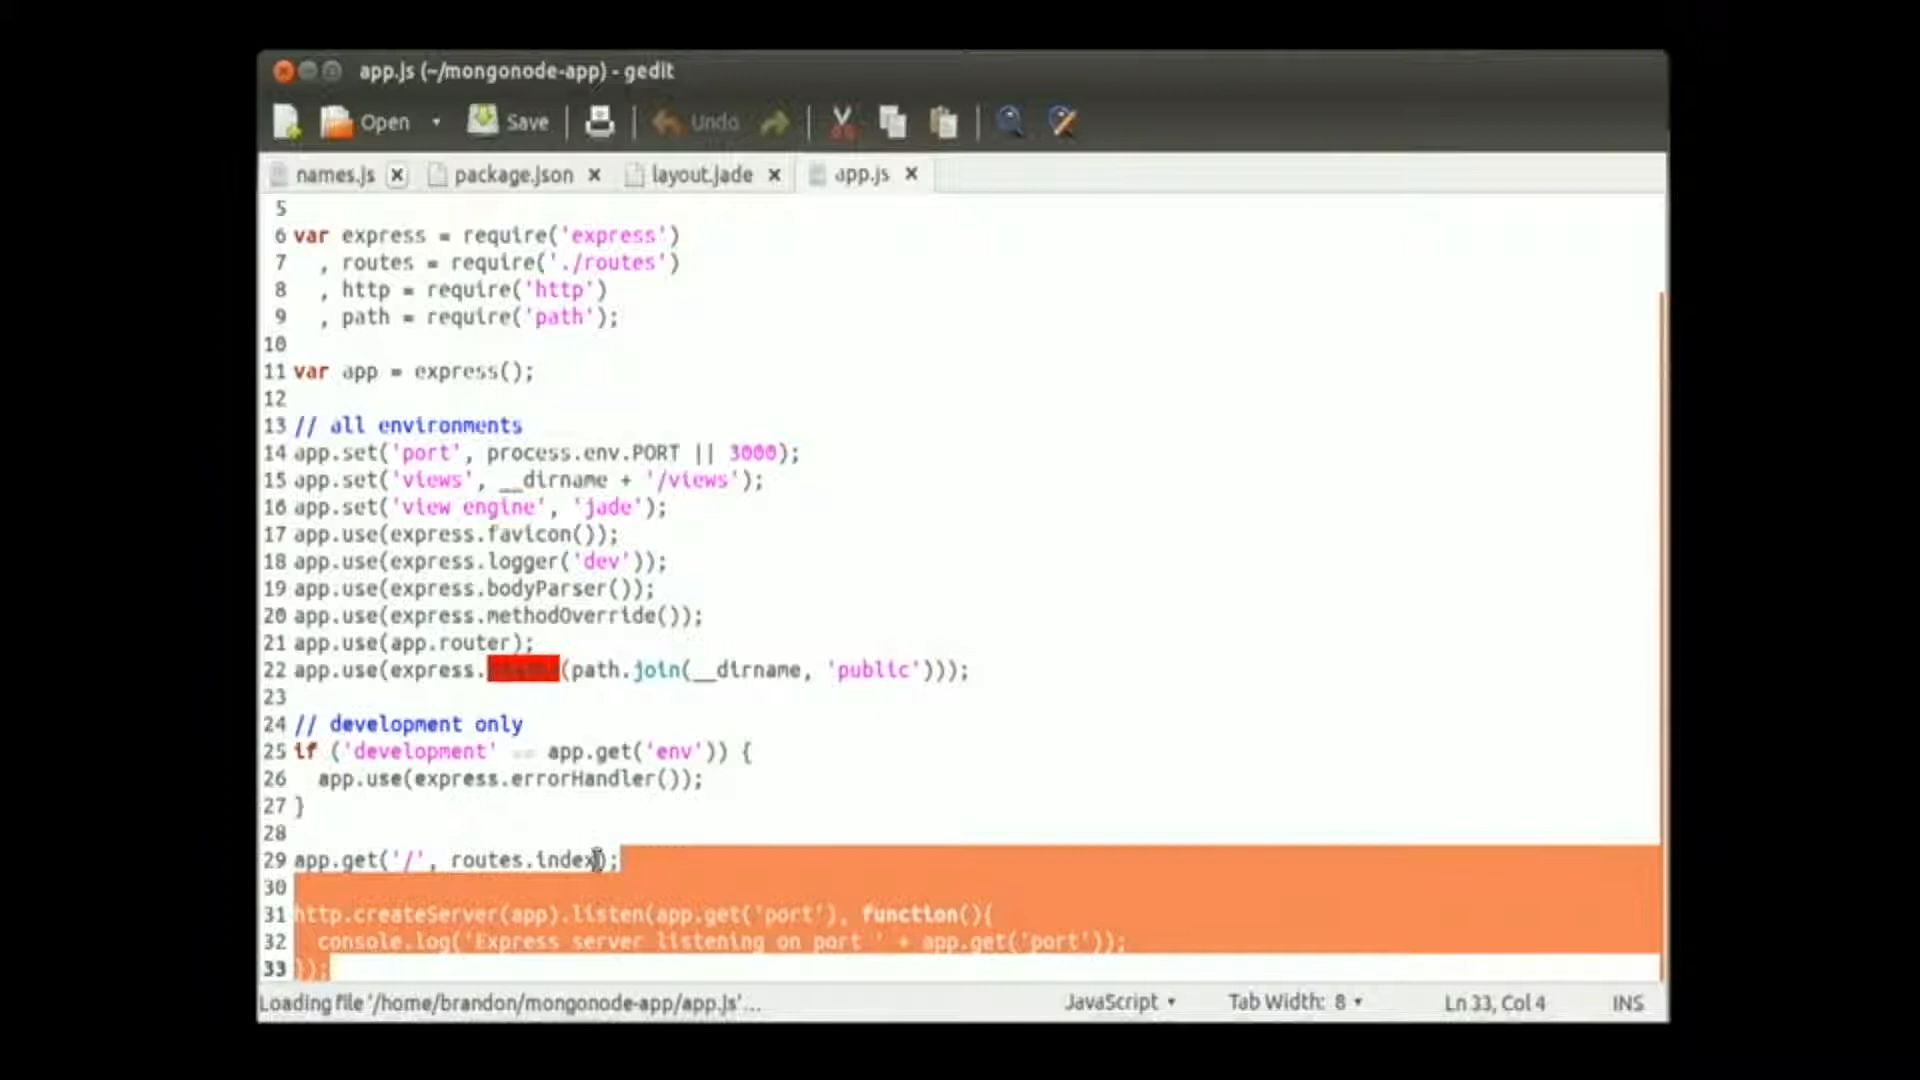 app.js (~/mongonode-app) - gedit
Open Save Undo
names.js package.json layout.jade app.js
5
6 var express = require('express')
7   , routes = require('./routes')
8   , http = require('http')
9   , path = require('path');
10
11 var app = express();
12
13 // all environments
14 app.set('port', process.env.PORT || 3000);
15 app.set('views', __dirname + '/views');
16 app.set('view engine', 'jade');
17 app.use(express.favicon());
18 app.use(express.logger('dev'));
19 app.use(express.bodyParser());
20 app.use(express.methodOverride());
21 app.use(app.router);
22 app.use(express.(path.join(__dirname, 'public')));
23
24 // development only
25 if ('development' == app.get('env')) {
26   app.use(express.errorHandler());
27 }
28
29 app.get('/', routes.index);
30
31 http.createServer(app).listen(app.get('port'), function(){
32   console.log('Express server listening on port ' + app.get('port'));
33 });
Loading file '/home/brandon/mongonode-app/app.js'... JavaScript Tab Width: 8 Ln 33, Col 4 INS